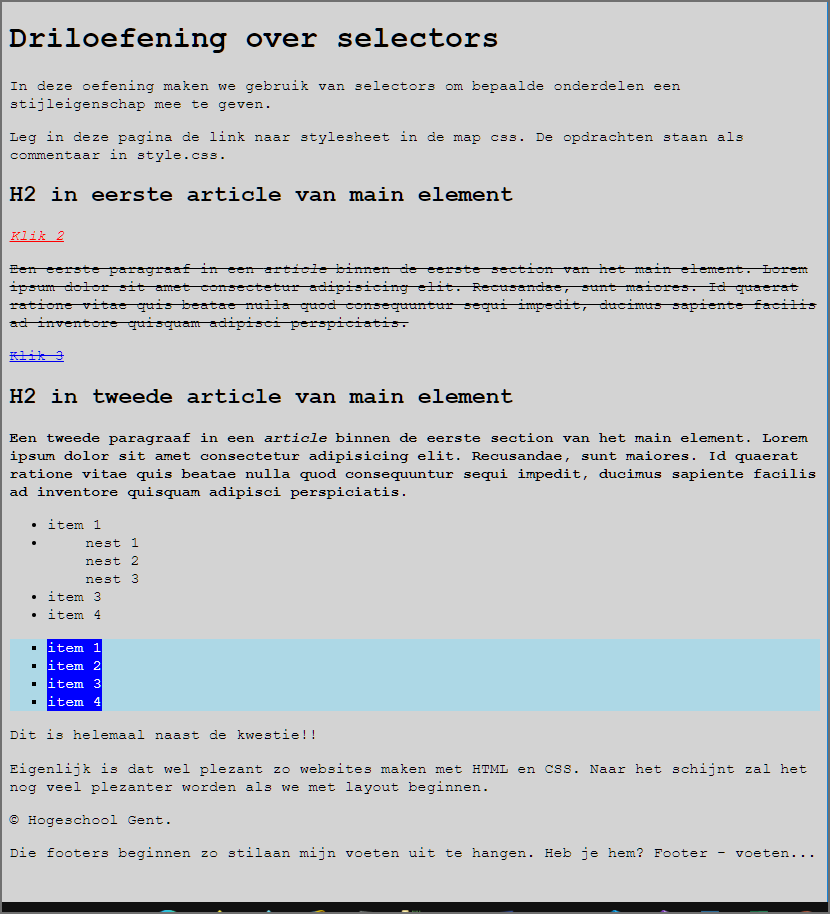 Driloefening over selectors
In deze oefening maken we gebruik van selectors om bepaalde onderdelen een
stijleigenschap mee te geven.
Leg in deze pagina de link naar stylesheet in de map css. De opdrachten staan als
commentaar in style.css.
H2 in eerste article van main element
Klik 2
Een eerste paragraaf in een article binnen de eerste section van het main element. Lorem
ipsum dolor sit amet consectetur adipisicing elit. Recusandae, sunt maiores. Id quaerat
ratione vitae quis beatae nulla quod consequuntur sequi impedit, ducimus sapiente facilis
ad inventore quisquam adipisci perspiciatis.
Klik 3
H2 in tweede article van main element
Een tweede paragraaf in een article binnen de eerste section van het main element. Lorem
ipsum dolor sit amet consectetur adipisicing elit. Recusandae, sunt maiores. Id quaerat
ratione vitae quis beatae nulla quod consequuntur sequi impedit, ducimus sapiente facilis
ad inventore quisquam adipisci perspiciatis.
item 1
nest 1
nest 2
nest 3
item 3
item 4
item 1
item 2
item 3
item 4
Dit is helemaal naast de kwestie!!
Eigenlijk is dat wel plezant zo websites maken met HTML en CSS. Naar het schijnt zal het
nog veel plezanter worden als we met layout beginnen.
© Hogeschool Gent.
Die footers beginnen zo stilaan mijn voeten uit te hangen. Heb je hem? Footer - voeten...